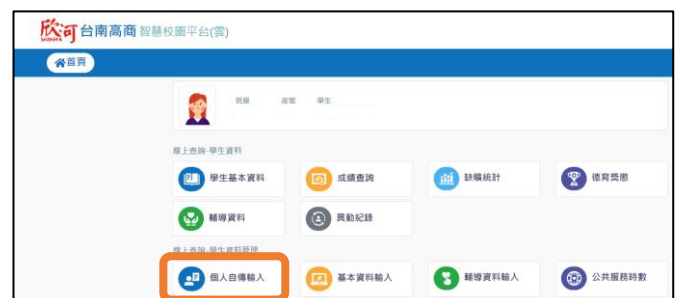 欣河 台南高商 智慧校園平台(雲)
首頁
班級 座號 學生
線上查詢-學生資料
學生基本資料 成績查詢 缺曠統計 德育獎懲
輔導資料 異動紀錄
線上查詢-學生資料管理
個人自傳輸入 基本資料輸入 輔導資料輸入 公共服務時數